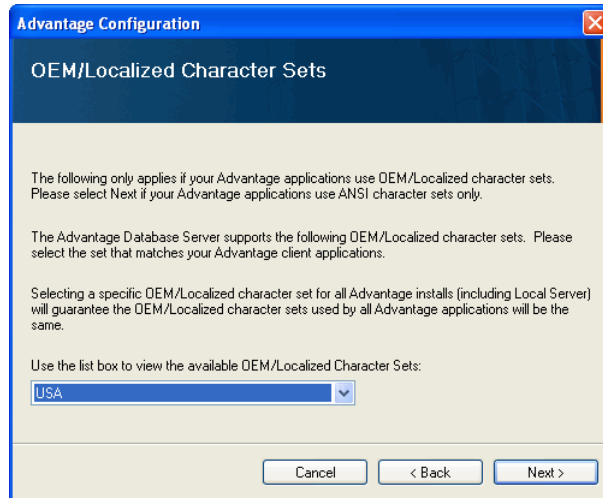 Advantage Configuration
OEM/Localized Character Sets
The following only applies if your Advantage applications use OEM/Localized character sets.
Please select Next if your Advantage applications use ANSI character sets only.
The Advantage Database Server supports the following OEM/Localized character sets.  Please
select the set that matches your Advantage client applications.
Selecting a specific OEM/Localized character set for all Advantage installs (including Local Server)
will guarantee the OEM/Localized character sets used by all Advantage applications will be the
same.
Use the list box to view the available OEM/Localized Character Sets:
USA
Cancel
< Back
Next >